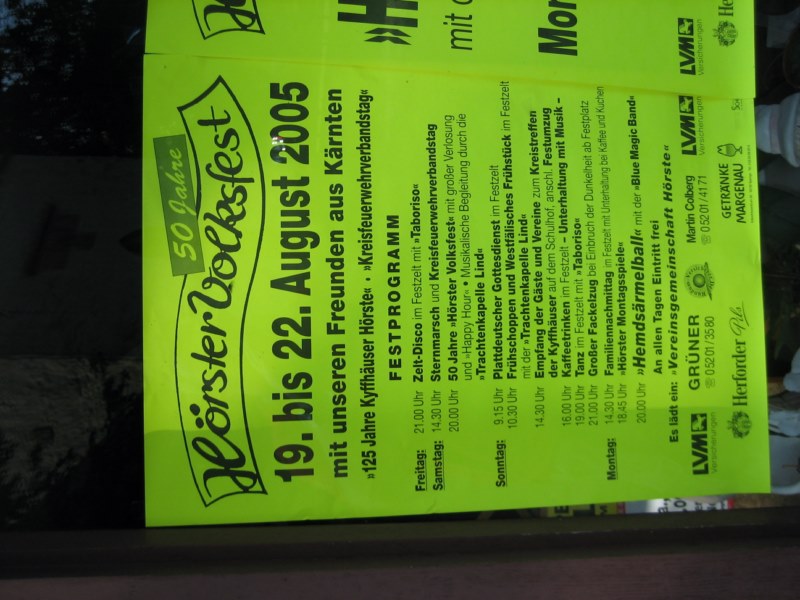 50 Jahre
Hörster Volksfest
19. bis 22. August 2005
mit unseren Freunden aus Kärnten
»125 Jahre Kyffhäuser Hörste« · »Kreisfeuerwehrverbandstag«
FESTPROGRAMM
Freitag: 21.00 Uhr Zelt-Disco im Festzelt mit »Taboriso«
Samstag: 14.30 Uhr Sternmarsch und Kreisfeuerwehrverbandstag
20.00 Uhr 50 Jahre »Hörster Volksfest« mit großer Verlosung
und »Happy Hour« • Musikalische Begleitung durch die
»Trachtenkapelle Lind«
Sonntag: 9.15 Uhr Plattdeutscher Gottesdienst im Festzelt
10.30 Uhr Frühschoppen und Westfälisches Frühstück im Festzelt
mit der »Trachtenkapelle Lind«
14.30 Uhr Empfang der Gäste und Vereine zum Kreistreffen
der Kyffhäuser auf dem Schulhof, anschl. Festumzug
16.00 Uhr Kaffeetrinken im Festzelt – Unterhaltung mit Musik –
19.00 Uhr Tanz im Festzelt mit »Taboriso«
21.00 Uhr Großer Fackelzug bei Einbruch der Dunkelheit ab Festplatz
Montag: 14.30 Uhr Familiennachmittag im Festzelt mit Unterhaltung bei Kaffee und Kuchen
18.45 Uhr »Hörster Montagsspiele«
20.00 Uhr »Hemdsärmelball« mit der »Blue Magic Band«
An allen Tagen Eintritt frei
Es lädt ein: »Vereinsgemeinschaft Hörste«
LVM Versicherungen
GRÜNER
☏ 05201/3580
Martin Colberg
☏ 05201/4171
LVM Versicherungen
Herforder Pils
GETRÄNKE
MARGENAU
»H
mit d
Mor
LVM Versicherungen
He